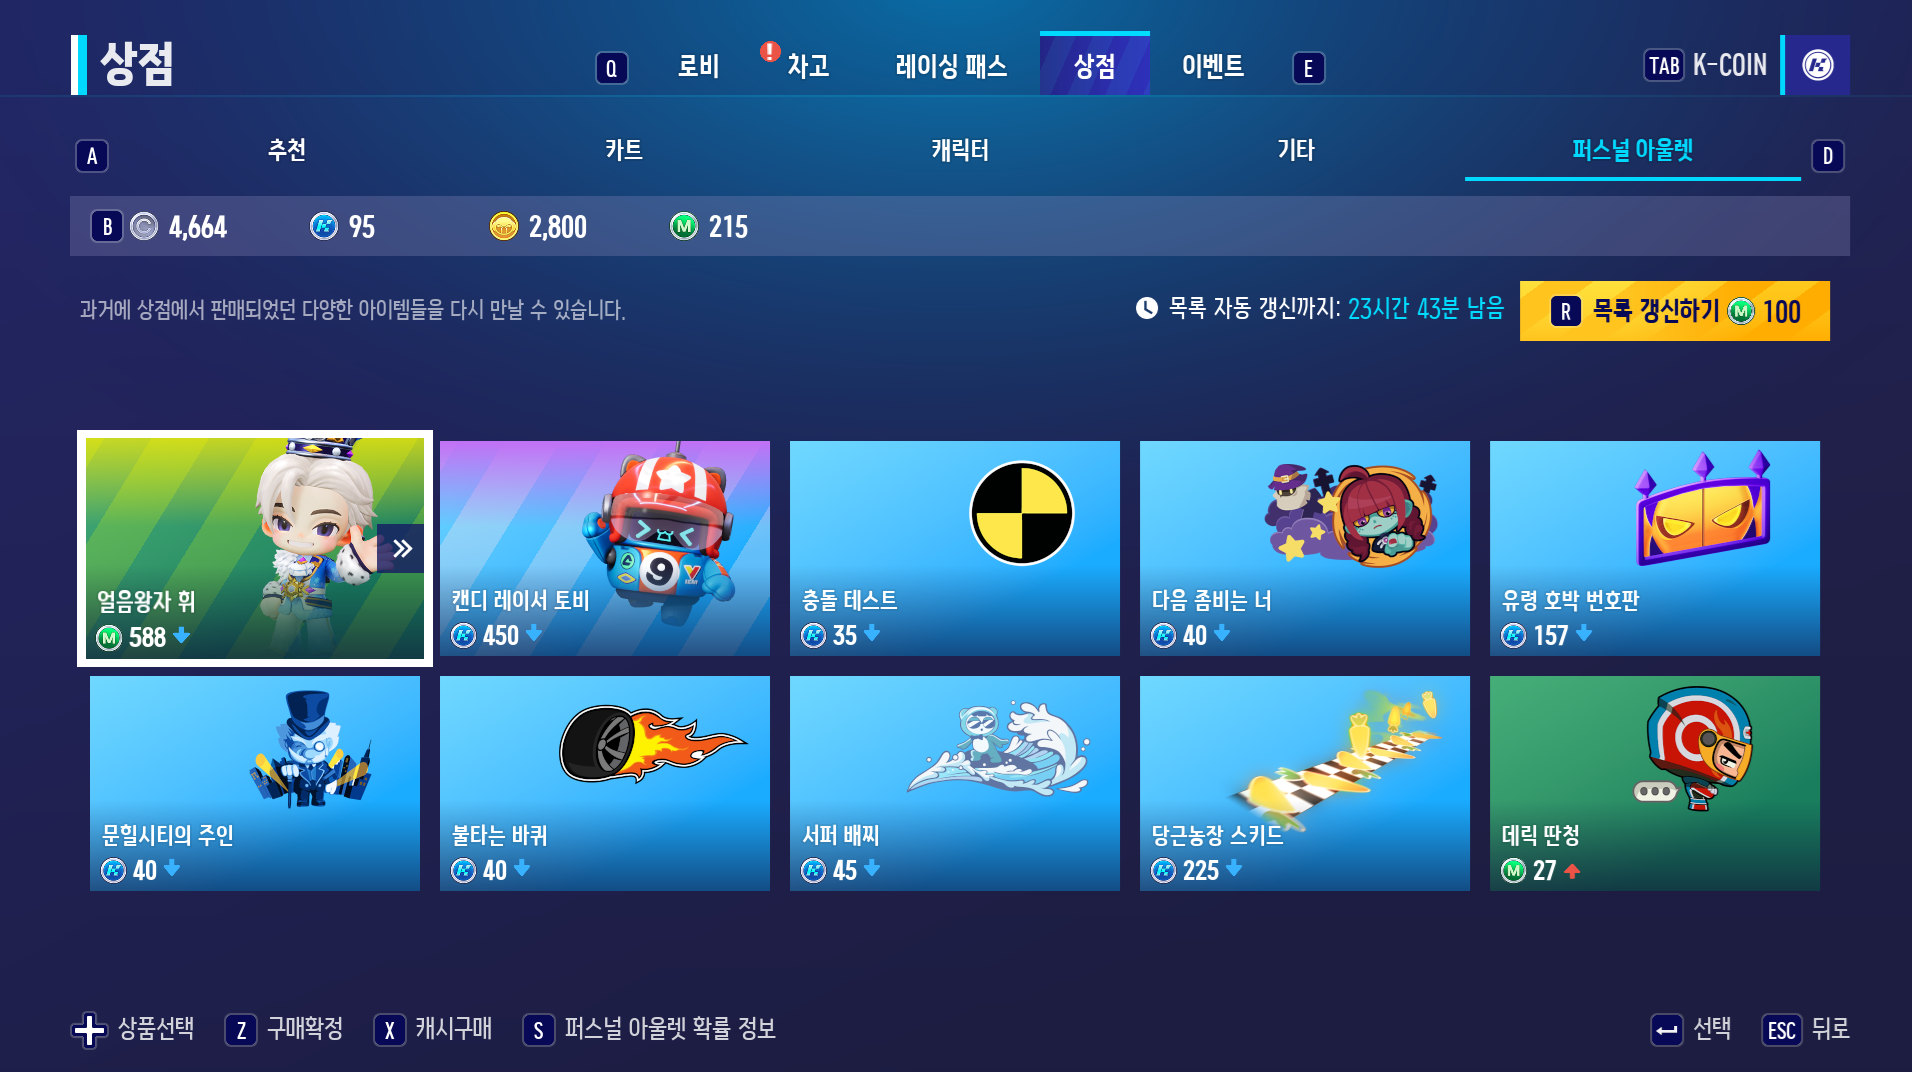 상점
Q 로비 차고 레이싱 패스 상점 이벤트 E
TAB K-COIN
A 추천 카트 캐릭터 기타 퍼스널 아울렛 D
B 4,664 95 2,800 M 215
과거에 상점에서 판매되었던 다양한 아이템들을 다시 만날 수 있습니다.
목록 자동 갱신까지: 23시간 43분 남음
R 목록 갱신하기 M 100
얼음왕자 휘
M 588
캔디 레이서 토비
450
충돌 테스트
35
다음 좀비는 너
40
유령 호박 번호판
157
문힐시티의 주인
40
불타는 바퀴
40
서퍼 배찌
45
당근농장 스키드
225
데릭 딴청
M 27
상품선택 Z 구매확정 X 캐시구매 S 퍼스널 아울렛 확률 정보
선택 ESC 뒤로